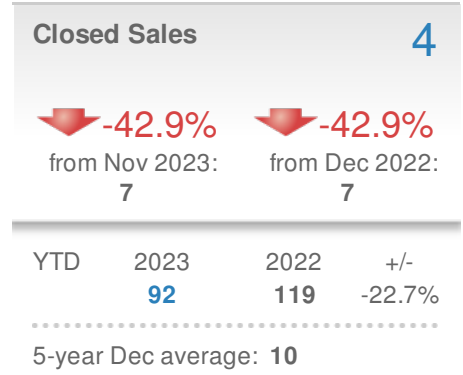 Closed Sales 4
-42.9% -42.9%
from Nov 2023: from Dec 2022:
7 7
YTD 2023 2022 +/-
92 119 -22.7%
5-year Dec average: 10